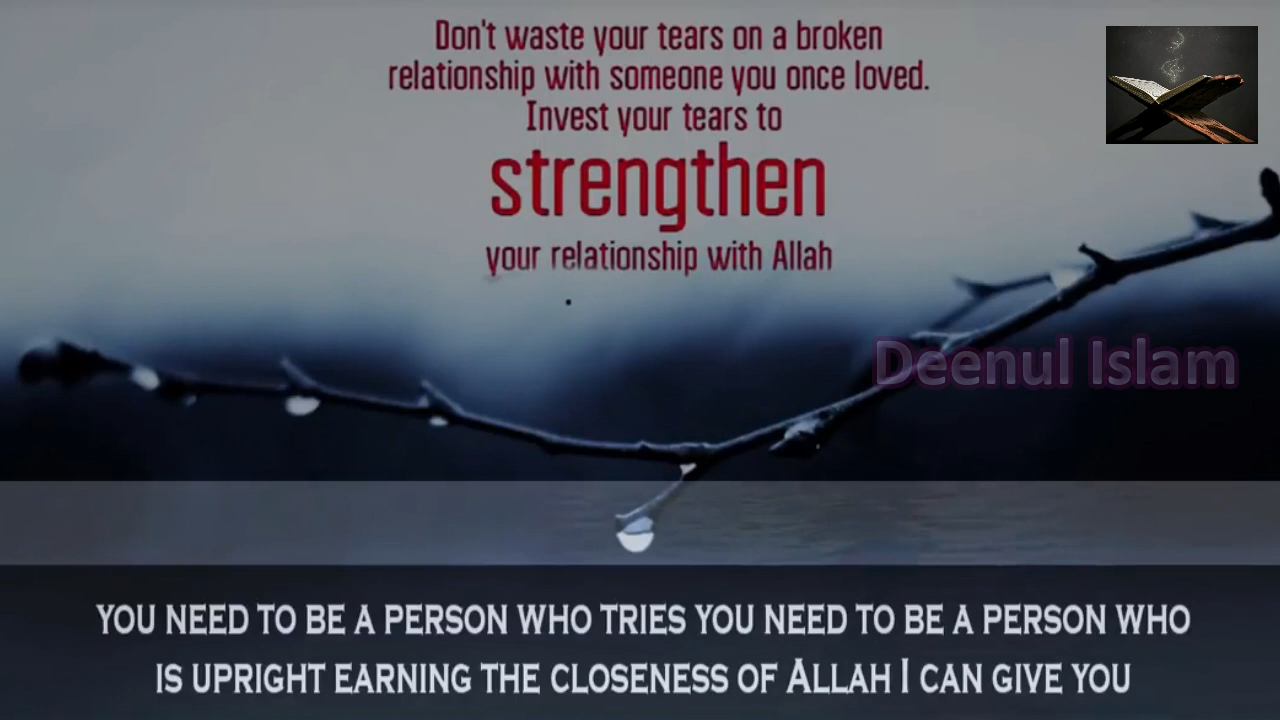 Don't waste your tears on a broken
relationship with someone you once loved.
Invest your tears to
strengthen
your relationship with Allah
Deenul Islam
YOU NEED TO BE A PERSON WHO TRIES YOU NEED TO BE A PERSON WHO
IS UPRIGHT EARNING THE CLOSENESS OF ALLAH I CAN GIVE YOU